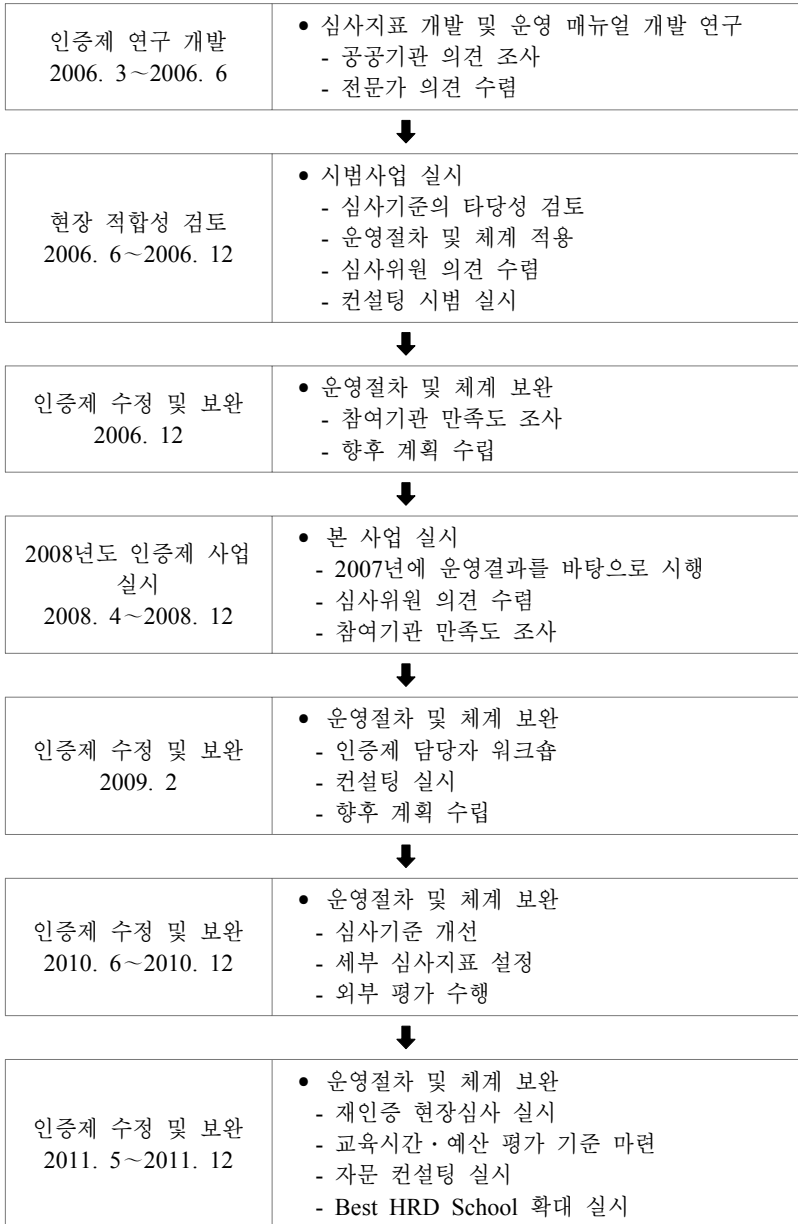 인증제 연구 개발
2006. 3～2006. 6
● 심사지표 개발 및 운영 매뉴얼 개발 연구
- 공공기관 의견 조사
- 전문가 의견 수렴
현장 적합성 검토
2006. 6～2006. 12
● 시범사업 실시
- 심사기준의 타당성 검토
- 운영절차 및 체계 적용
- 심사위원 의견 수렴
- 컨설팅 시범 실시
인증제 수정 및 보완
2006. 12
● 운영절차 및 체계 보완
- 참여기관 만족도 조사
- 향후 계획 수립
2008년도 인증제 사업
실시
2008. 4～2008. 12
● 본 사업 실시
- 2007년에 운영결과를 바탕으로 시행
- 심사위원 의견 수렴
- 참여기관 만족도 조사
인증제 수정 및 보완
2009. 2
● 운영절차 및 체계 보완
- 인증제 담당자 워크숍
- 컨설팅 실시
- 향후 계획 수립
인증제 수정 및 보완
2010. 6～2010. 12
● 운영절차 및 체계 보완
- 심사기준 개선
- 세부 심사지표 설정
- 외부 평가 수행
인증제 수정 및 보완
2011. 5～2011. 12
● 운영절차 및 체계 보완
- 재인증 현장심사 실시
- 교육시간・예산 평가 기준 마련
- 자문 컨설팅 실시
- Best HRD School 확대 실시